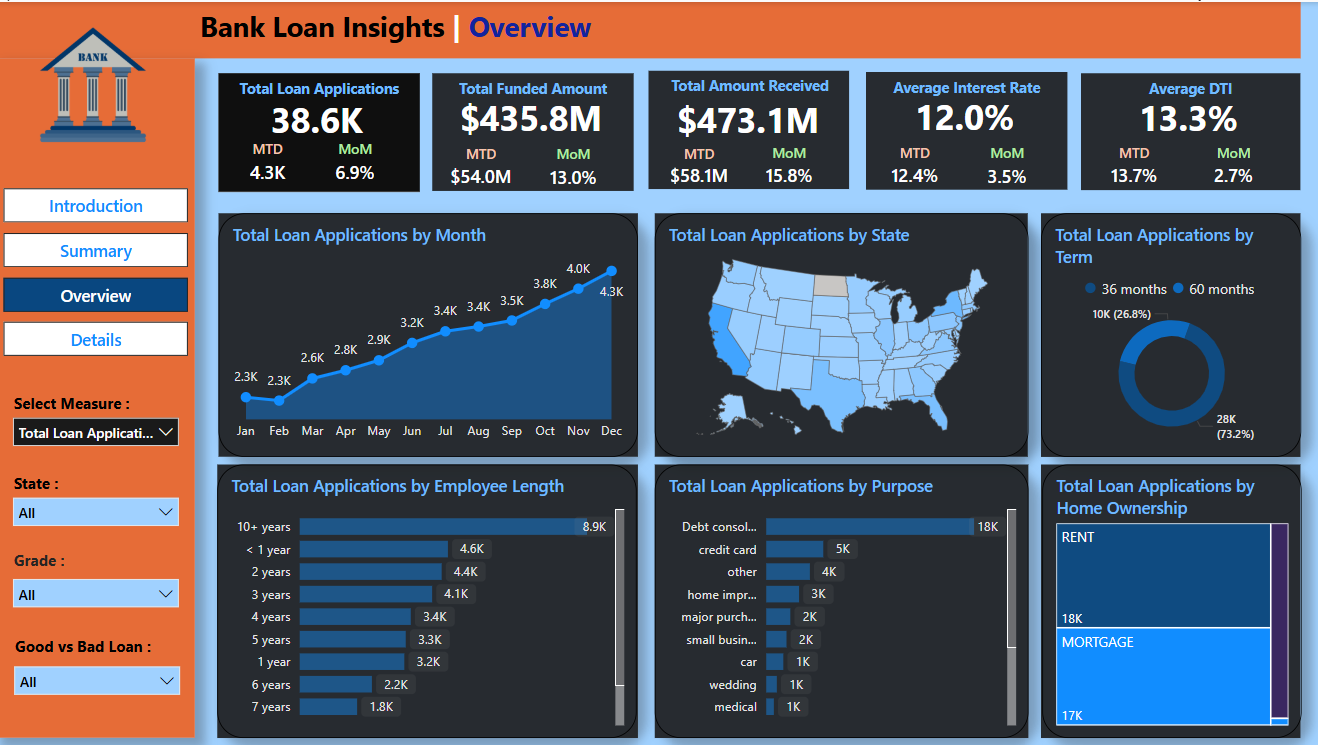 Bank Loan Insights | Overview
BANK
Introduction
Summary
Overview
Details
Select Measure :
Total Loan Applicati...
State :
All
Grade :
All
Good vs Bad Loan :
All
Total Loan Applications
38.6K
MTD MoM
4.3K 6.9%
Total Funded Amount
$435.8M
MTD MoM
$54.0M 13.0%
Total Amount Received
$473.1M
MTD MoM
$58.1M 15.8%
Average Interest Rate
12.0%
MTD MoM
12.4% 3.5%
Average DTI
13.3%
MTD MoM
13.7% 2.7%
Total Loan Applications by Month
2.3K 2.3K 2.6K 2.8K 2.9K 3.2K 3.4K 3.4K 3.5K 3.8K 4.0K 4.3K
Jan Feb Mar Apr May Jun Jul Aug Sep Oct Nov Dec
Total Loan Applications by State
Total Loan Applications by
Term
36 months 60 months
10K (26.8%)
28K
(73.2%)
Total Loan Applications by Employee Length
10+ years 8.9K
< 1 year 4.6K
2 years 4.4K
3 years 4.1K
4 years 3.4K
5 years 3.3K
1 year 3.2K
6 years 2.2K
7 years 1.8K
Total Loan Applications by Purpose
Debt consol... 18K
credit card 5K
other 4K
home impr... 3K
major purch... 2K
small busin... 2K
car 1K
wedding 1K
medical 1K
Total Loan Applications by
Home Ownership
RENT
18K
MORTGAGE
17K